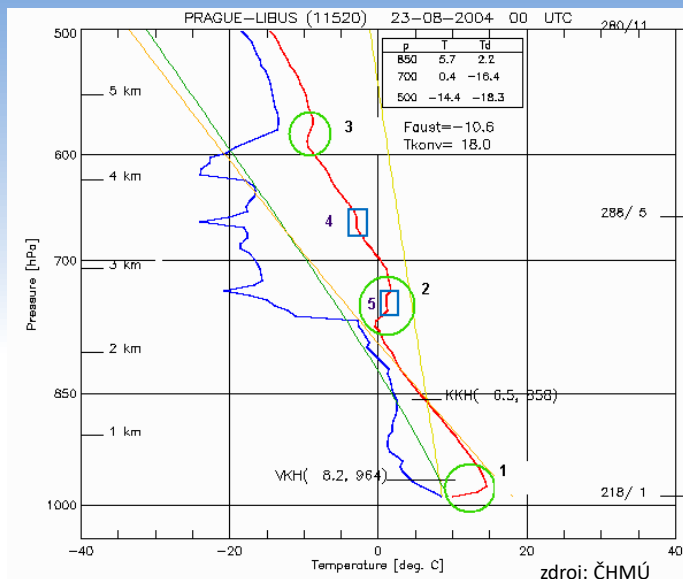 PRAGUE-LIBUS (11520) 23-08-2004 00 UTC
280/11
500
p T Td
850 5.7 2.2
700 0.4 -16.4
500 -14.4 -18.3
5 km
Faust=-10.6
Tkonv= 18.0
3
600
4 km
4
288/ 5
3 km
700
5
2
Pressure [hPa]
2 km
850
KKH( 6.5, 858)
1 km
VKH( 8.2, 964)
1
218/ 1
1000
-40 -20 0 20 40
Temperature [deg. C]
zdroj: ČHMÚ